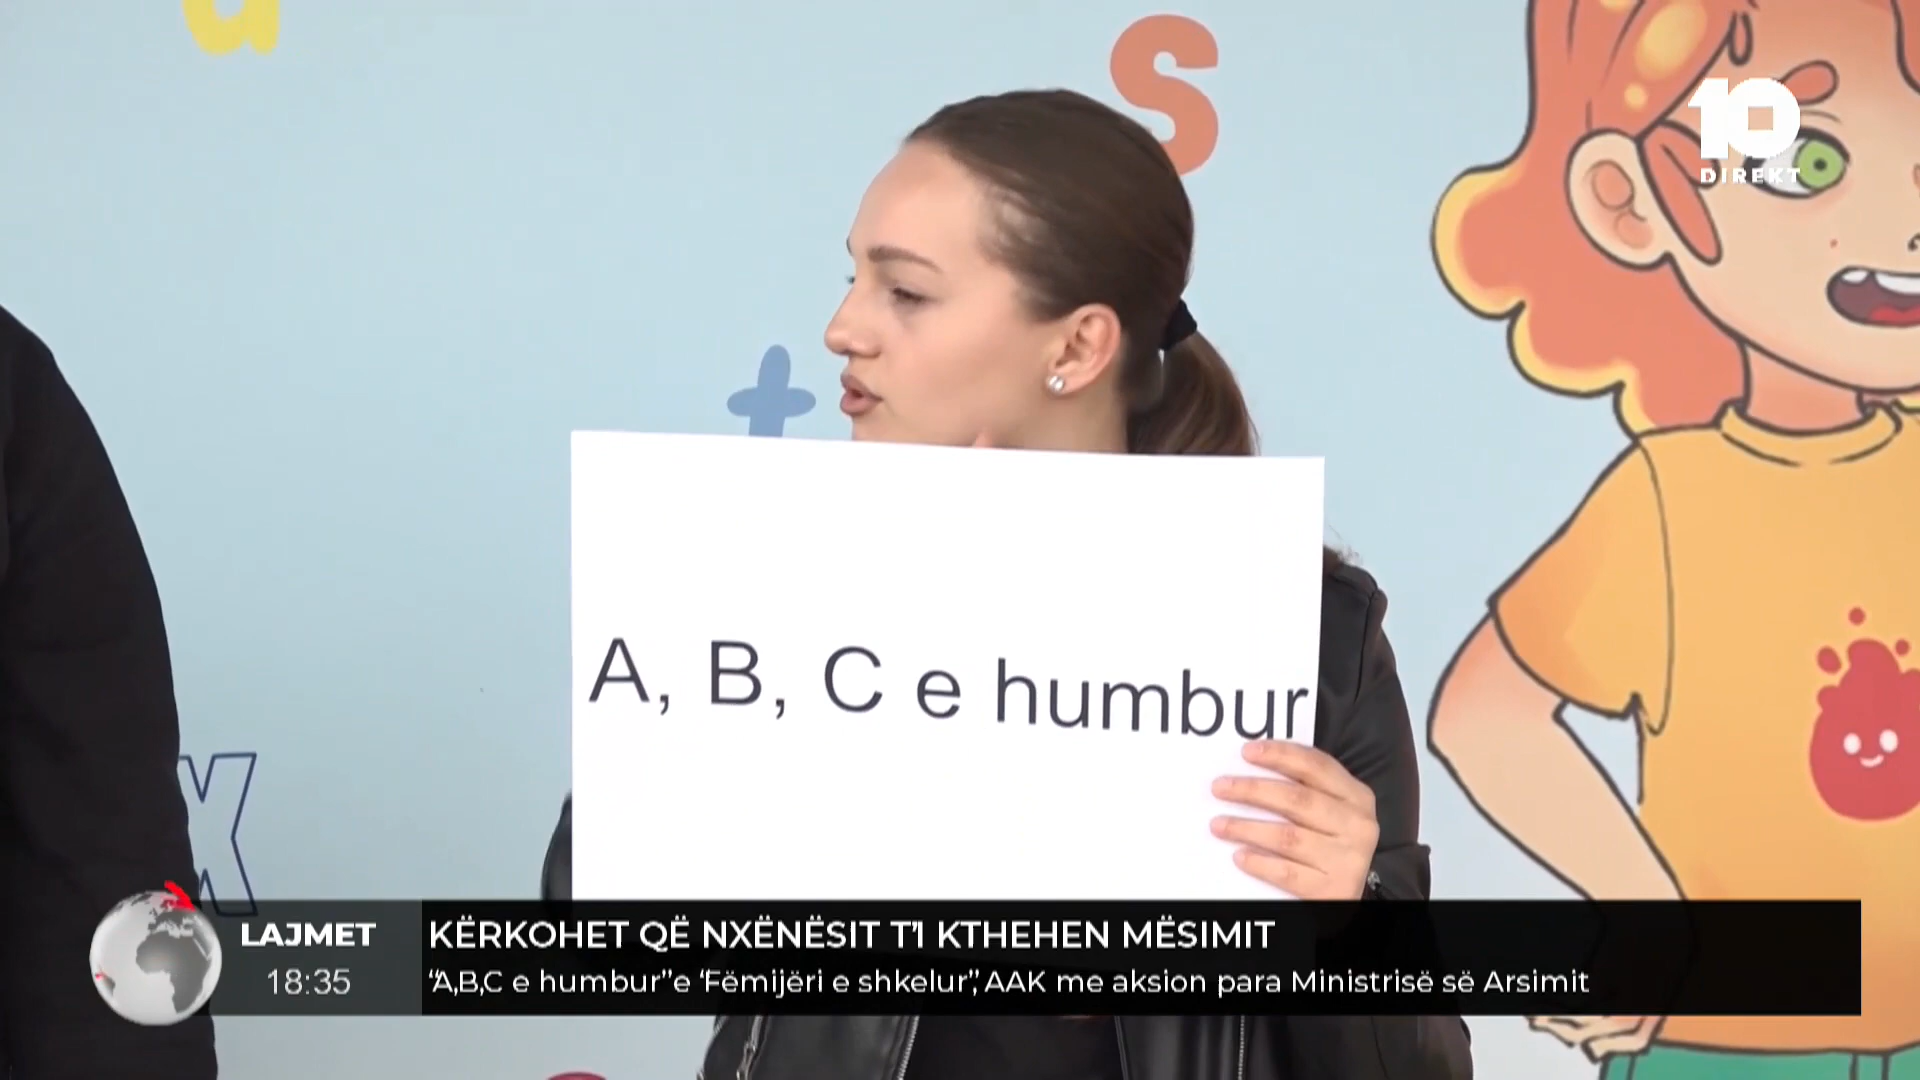 a
s
10
DIREKT
t
A, B, C e humbur
x
LAJMET
18:35
KËRKOHET QË NXËNËSIT T'I KTHEHEN MËSIMIT
“A,B,C e humbur” e ‘Fëmijëri e shkelur”, AAK me aksion para Ministrisë së Arsimit